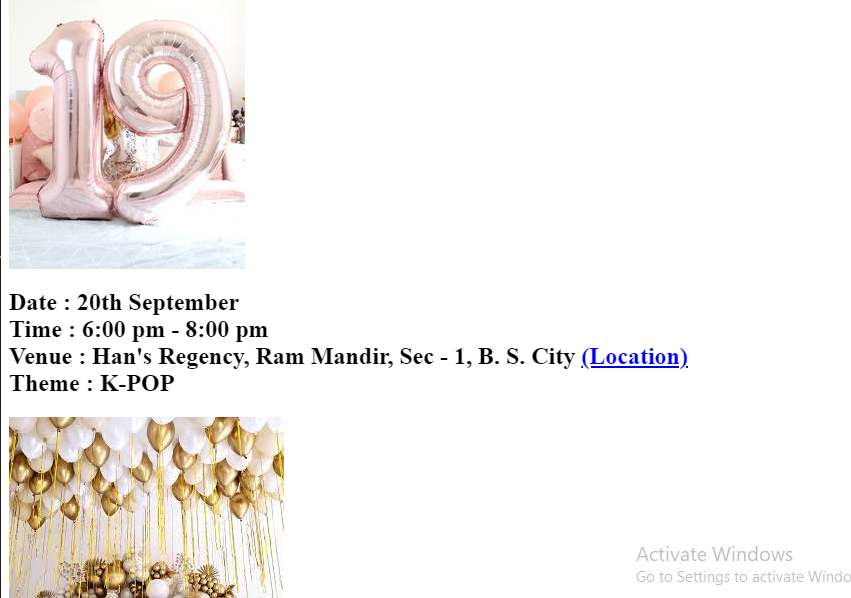 19
Date : 20th September
Time : 6:00 pm - 8:00 pm
Venue : Han's Regency, Ram Mandir, Sec - 1, B. S. City (Location)
Theme : K-POP
Activate Windows
Go to Settings to activate Windo